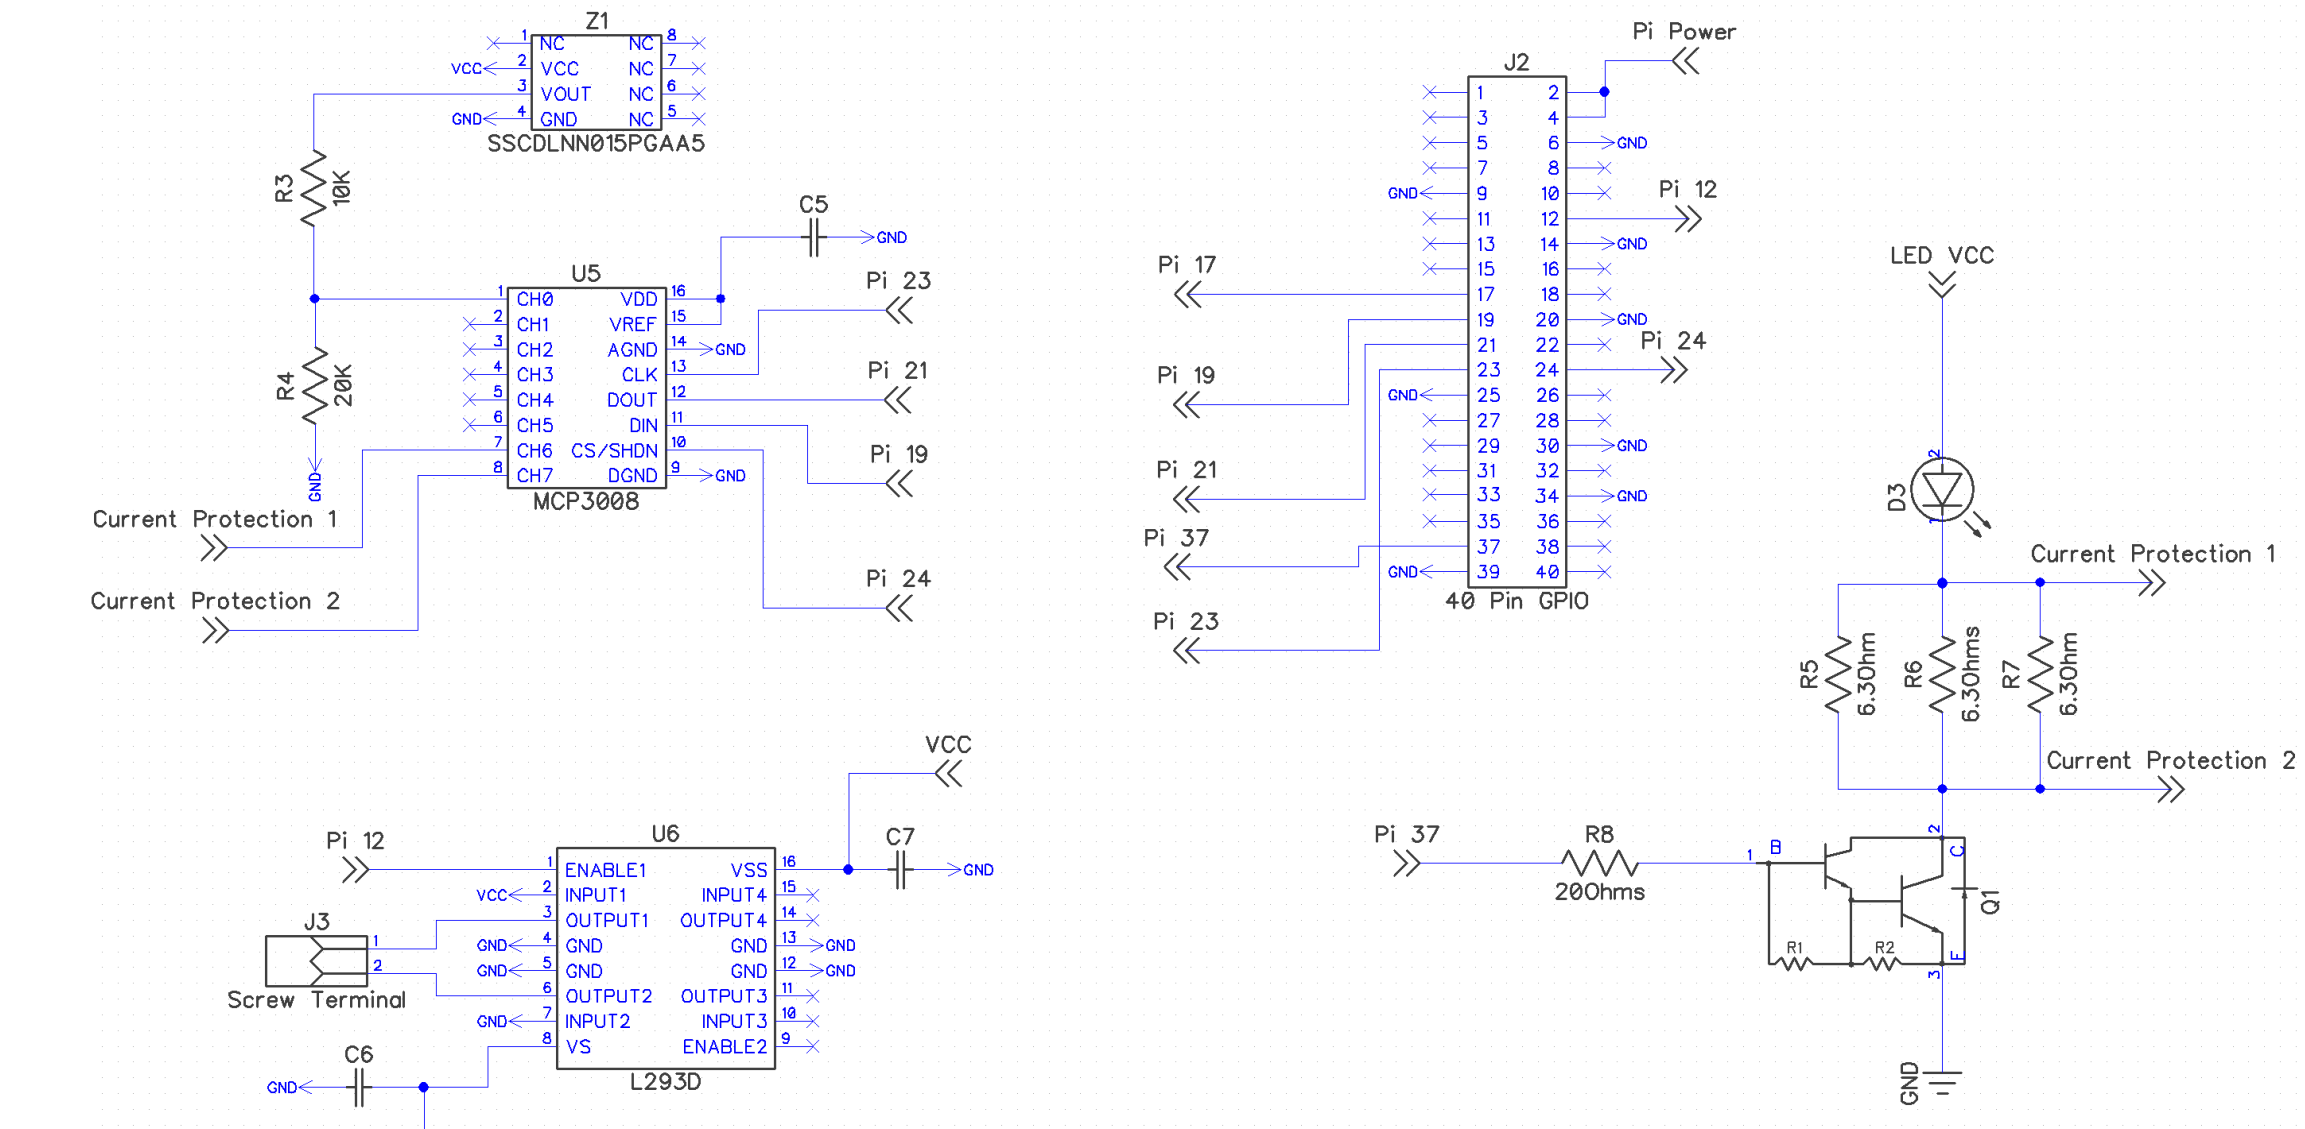 Z1
1 NC NC 8
VCC 2 VCC NC 7
3 VOUT NC 6
GND 4 GND NC 5
SSCDLNN015PGAA5
R3
10K
R4
20K
GND
C5
GND
U5
1 CH0 VDD 16
2 CH1 VREF 15
3 CH2 AGND 14 GND
4 CH3 CLK 13
5 CH4 DOUT 12
6 CH5 DIN 11
7 CH6 CS/SHDN 10
8 CH7 DGND 9 GND
MCP3008
Pi 23
Pi 21
Pi 19
Pi 24
Current Protection 1
Current Protection 2
Pi Power
J2
1 2
3 4
5 6 GND
7 8
GND 9 10
11 12
13 14 GND
15 16
17 18
19 20 GND
21 22
23 24
GND 25 26
27 28
29 30 GND
31 32
33 34 GND
35 36
37 38
GND 39 40
40 Pin GPIO
Pi 12
Pi 24
Pi 17
Pi 19
Pi 21
Pi 37
Pi 23
LED VCC
2
D3
1
Current Protection 1
R5
6.3Ohm
R6
6.3Ohms
R7
6.3Ohm
Current Protection 2
Pi 37
R8
20Ohms
1 B
2
C
Q1
R1
R2
E
3
GND
VCC
C7
GND
Pi 12
U6
1 ENABLE1 VSS 16
VCC 2 INPUT1 INPUT4 15
3 OUTPUT1 OUTPUT4 14
GND 4 GND GND 13 GND
GND 5 GND GND 12 GND
6 OUTPUT2 OUTPUT3 11
GND 7 INPUT2 INPUT3 10
8 VS ENABLE2 9
L293D
J3
1
2
Screw Terminal
C6
GND